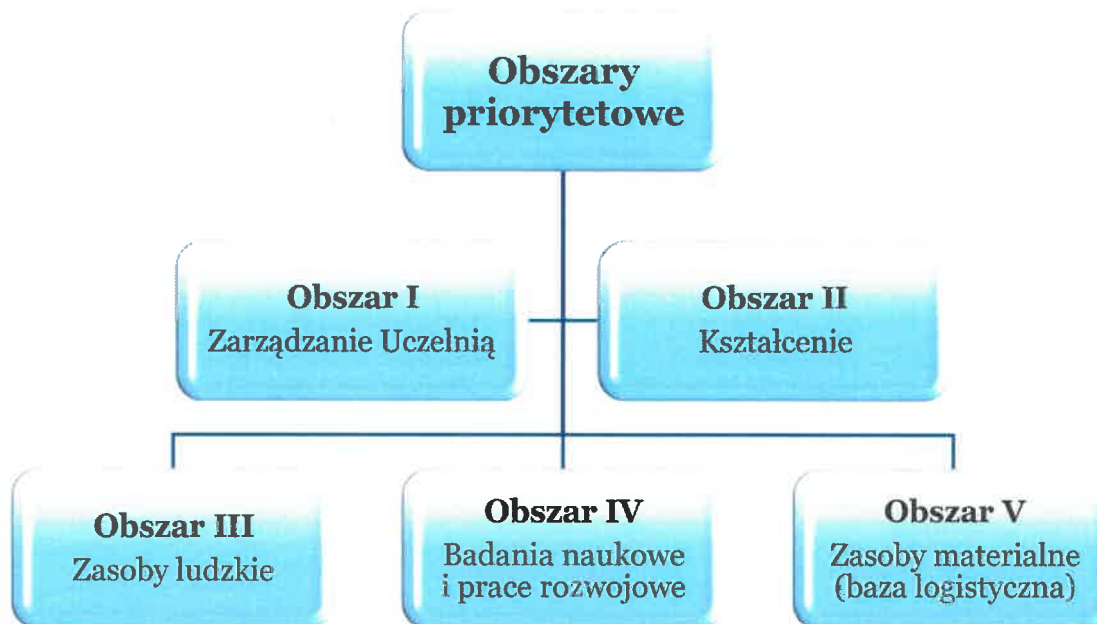 Obszary
priorytetowe
Obszar I
Zarządzanie Uczelnią
Obszar II
Kształcenie
Obszar III
Zasoby ludzkie
Obszar IV
Badania naukowe
i prace rozwojowe
Obszar V
Zasoby materialne
(baza logistyczna)